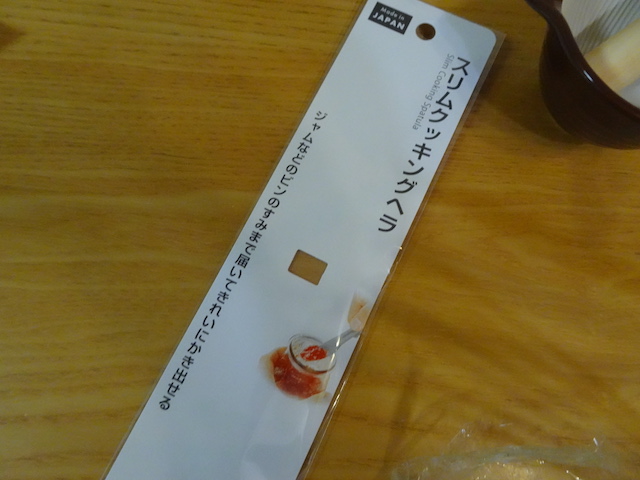 Made in
JAPAN
スリムクッキングヘラ
Slim Cooking Spatula
ジャムなどのビンのすみまで届いてきれいにかき出せる